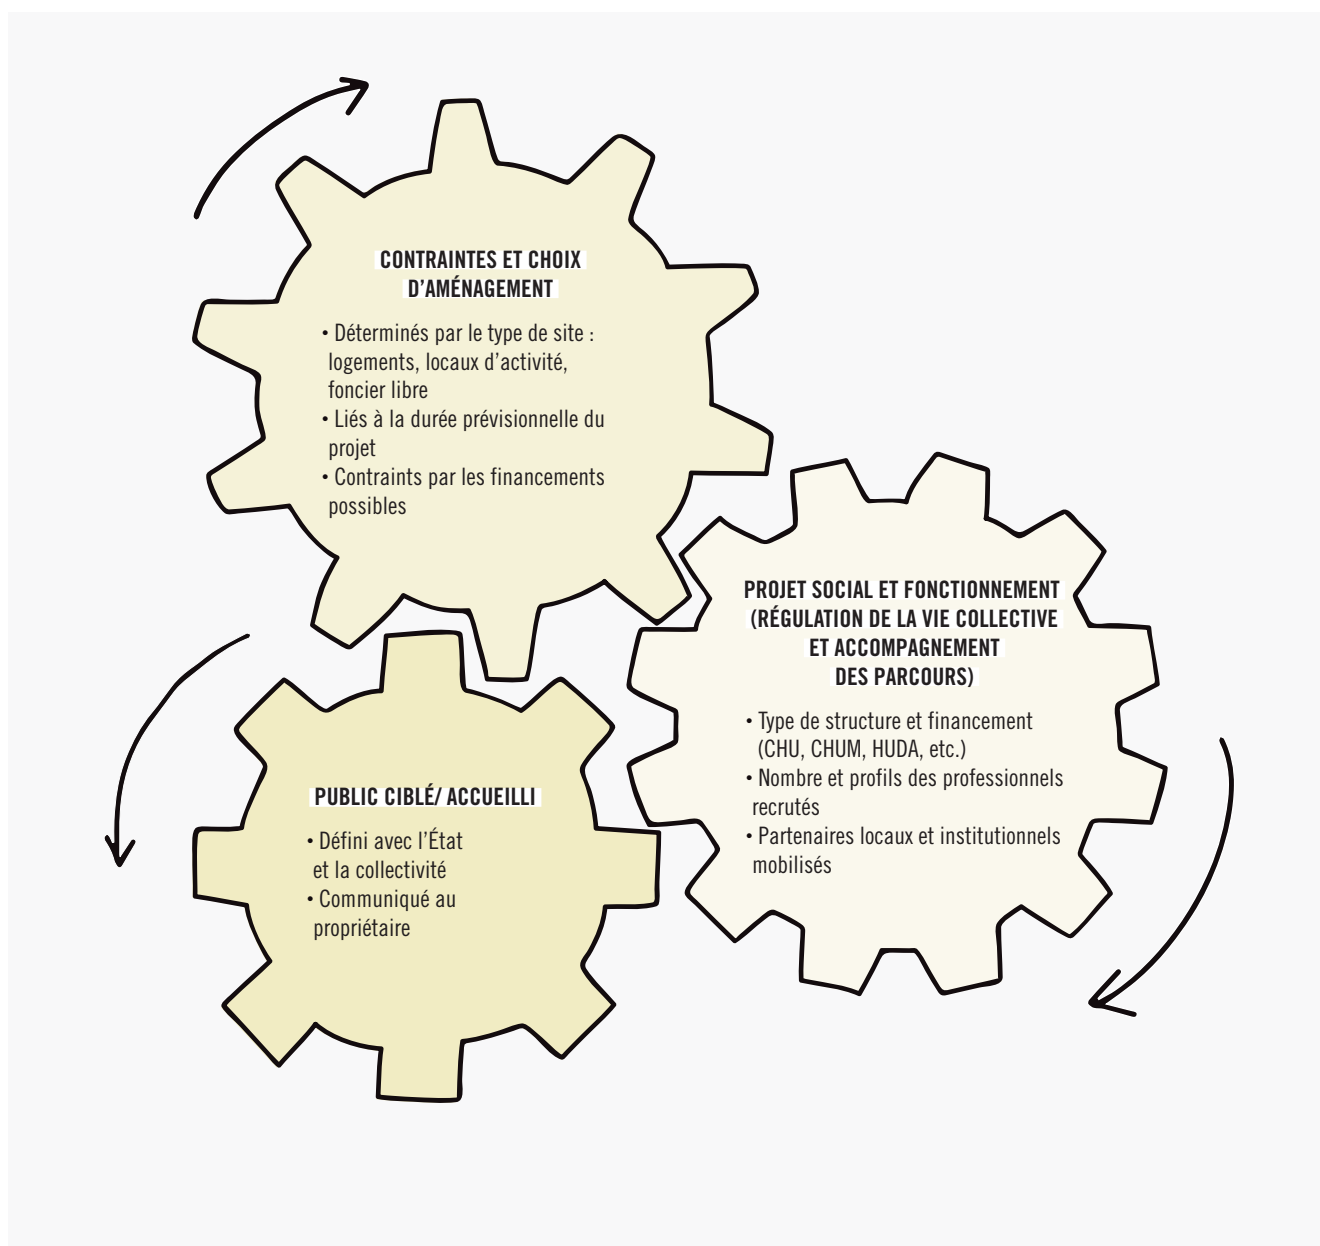 CONTRAINTES ET CHOIX
D’AMÉNAGEMENT
• Déterminés par le type de site :
logements, locaux d’activité,
foncier libre
• Liés à la durée prévisionnelle du
projet
• Contraints par les financements
possibles
PROJET SOCIAL ET FONCTIONNEMENT
(RÉGULATION DE LA VIE COLLECTIVE
ET ACCOMPAGNEMENT
DES PARCOURS)
• Type de structure et financement
(CHU, CHUM, HUDA, etc.)
• Nombre et profils des professionnels
recrutés
• Partenaires locaux et institutionnels
mobilisés
PUBLIC CIBLÉ/ ACCUEILLI
• Défini avec l’État
et la collectivité
• Communiqué au
propriétaire